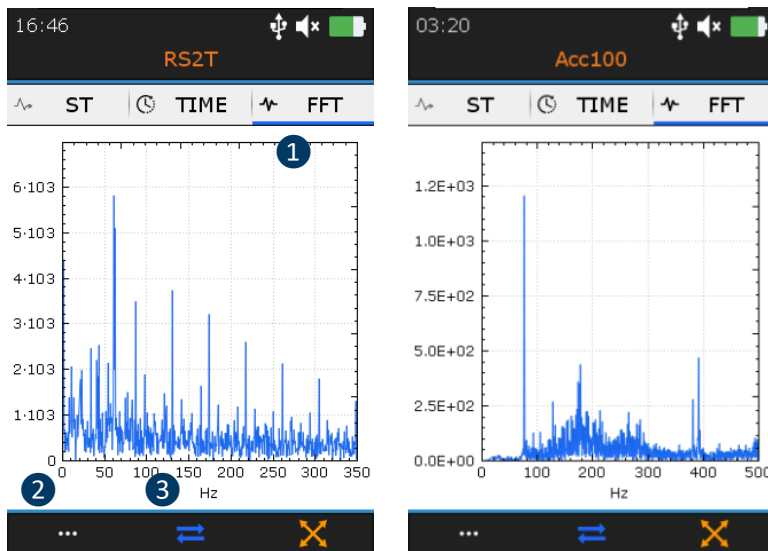 16:46
RS2T
ST TIME FFT
1
6·103
5·103
4·103
3·103
2·103
1·103
0
0 50 100 150 200 250 300 350
Hz
2 3
...
03:20
Acc100
ST TIME FFT
1.2E+03
1.0E+03
7.5E+02
5.0E+02
2.5E+02
0.0E+00
0 100 200 300 400 500
Hz
...